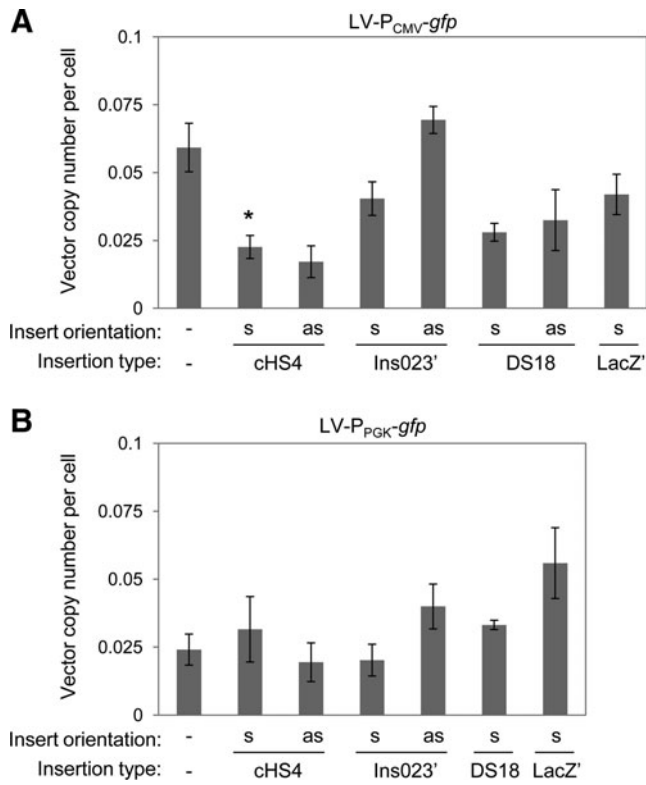 A
LV-PCMV-gfp
Vector copy number per cell
0.1
0.075
0.05
0.025
0
*
Insert orientation: - s as s as s as s
Insertion type: - cHS4 Ins023' DS18 LacZ'
B
LV-PPGK-gfp
Vector copy number per cell
0.1
0.075
0.05
0.025
0
Insert orientation: - s as s as s s
Insertion type: - cHS4 Ins023' DS18 LacZ'